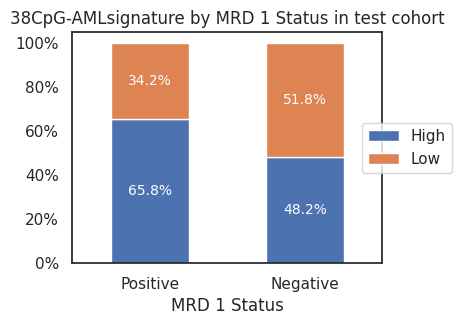 38CpG-AMLsignature by MRD 1 Status in test cohort
100%
80%
60%
40%
20%
0%
34.2%
51.8%
65.8%
48.2%
High
Low
Positive
Negative
MRD 1 Status